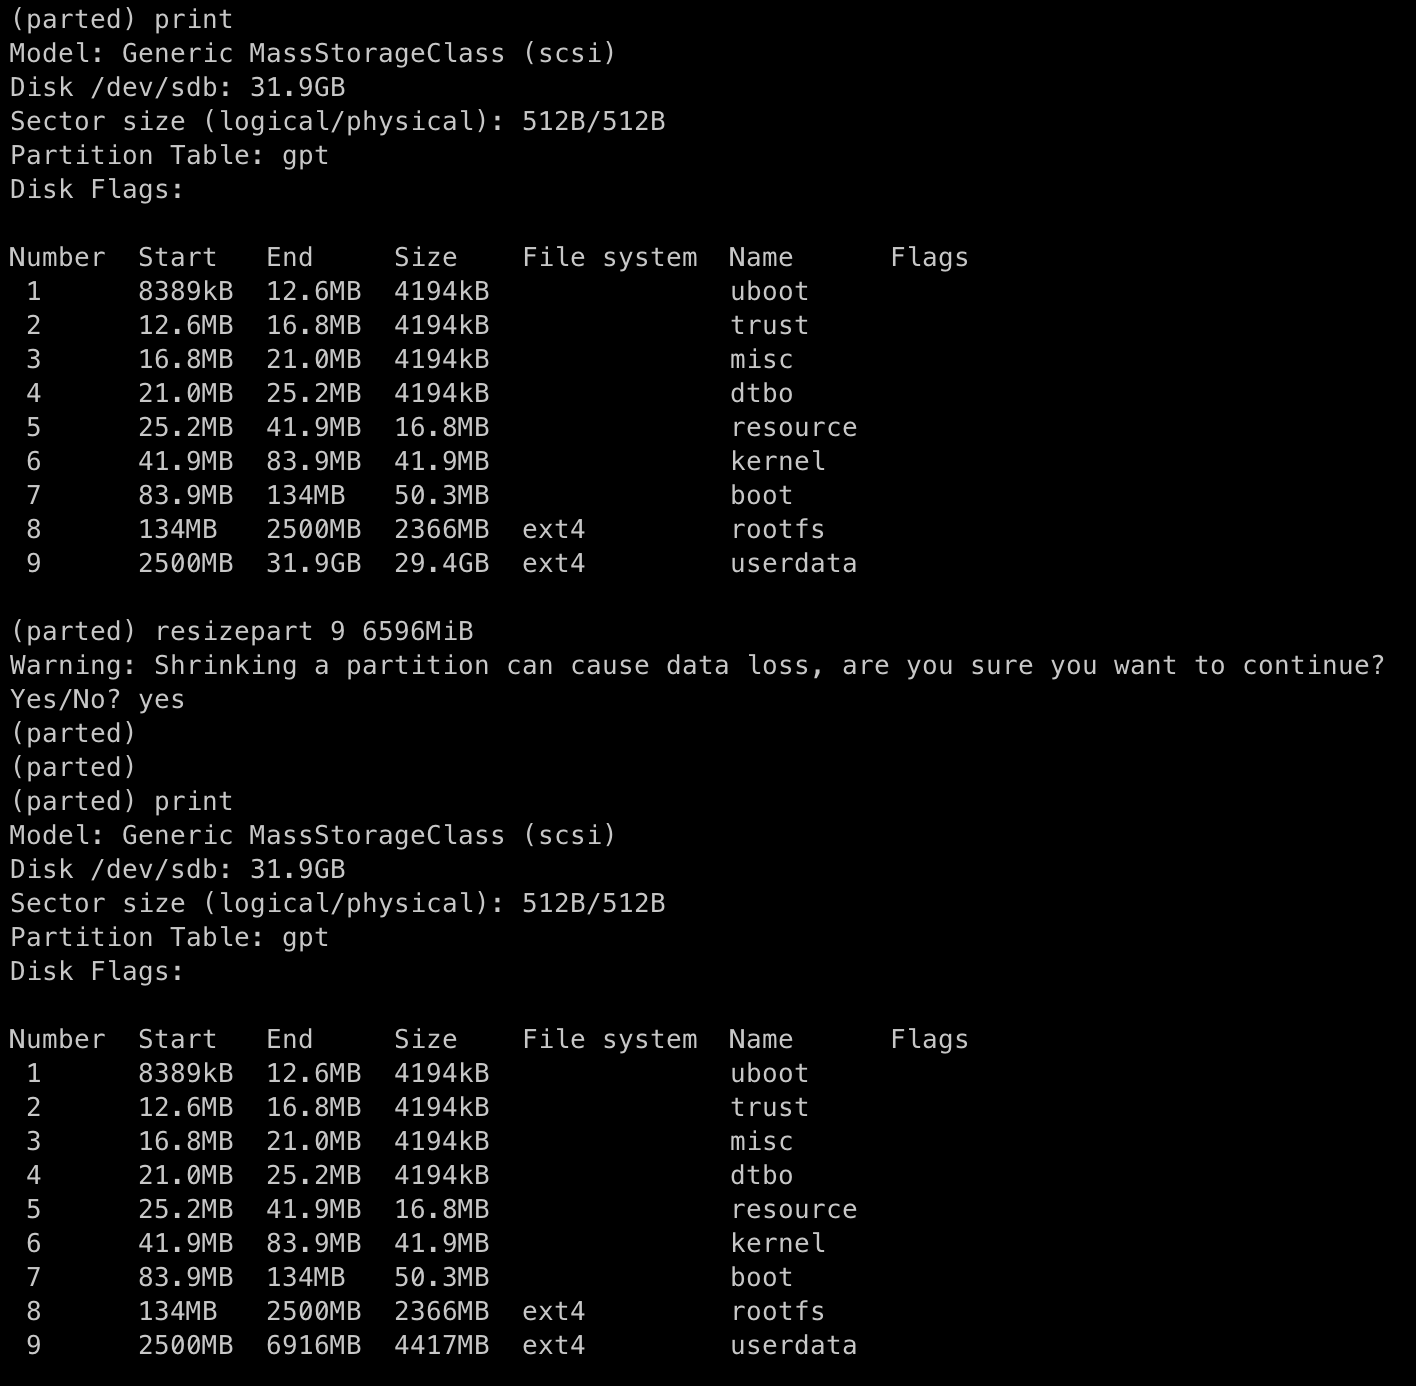 (parted) print
Model: Generic MassStorageClass (scsi)
Disk /dev/sdb: 31.9GB
Sector size (logical/physical): 512B/512B
Partition Table: gpt
Disk Flags:

Number  Start   End     Size    File system  Name      Flags
 1      8389kB  12.6MB  4194kB               uboot
 2      12.6MB  16.8MB  4194kB               trust
 3      16.8MB  21.0MB  4194kB               misc
 4      21.0MB  25.2MB  4194kB               dtbo
 5      25.2MB  41.9MB  16.8MB               resource
 6      41.9MB  83.9MB  41.9MB               kernel
 7      83.9MB  134MB   50.3MB               boot
 8      134MB   2500MB  2366MB  ext4         rootfs
 9      2500MB  31.9GB  29.4GB  ext4         userdata

(parted) resizepart 9 6596MiB
Warning: Shrinking a partition can cause data loss, are you sure you want to continue?
Yes/No? yes
(parted)
(parted)
(parted) print
Model: Generic MassStorageClass (scsi)
Disk /dev/sdb: 31.9GB
Sector size (logical/physical): 512B/512B
Partition Table: gpt
Disk Flags:

Number  Start   End     Size    File system  Name      Flags
 1      8389kB  12.6MB  4194kB               uboot
 2      12.6MB  16.8MB  4194kB               trust
 3      16.8MB  21.0MB  4194kB               misc
 4      21.0MB  25.2MB  4194kB               dtbo
 5      25.2MB  41.9MB  16.8MB               resource
 6      41.9MB  83.9MB  41.9MB               kernel
 7      83.9MB  134MB   50.3MB               boot
 8      134MB   2500MB  2366MB  ext4         rootfs
 9      2500MB  6916MB  4417MB  ext4         userdata